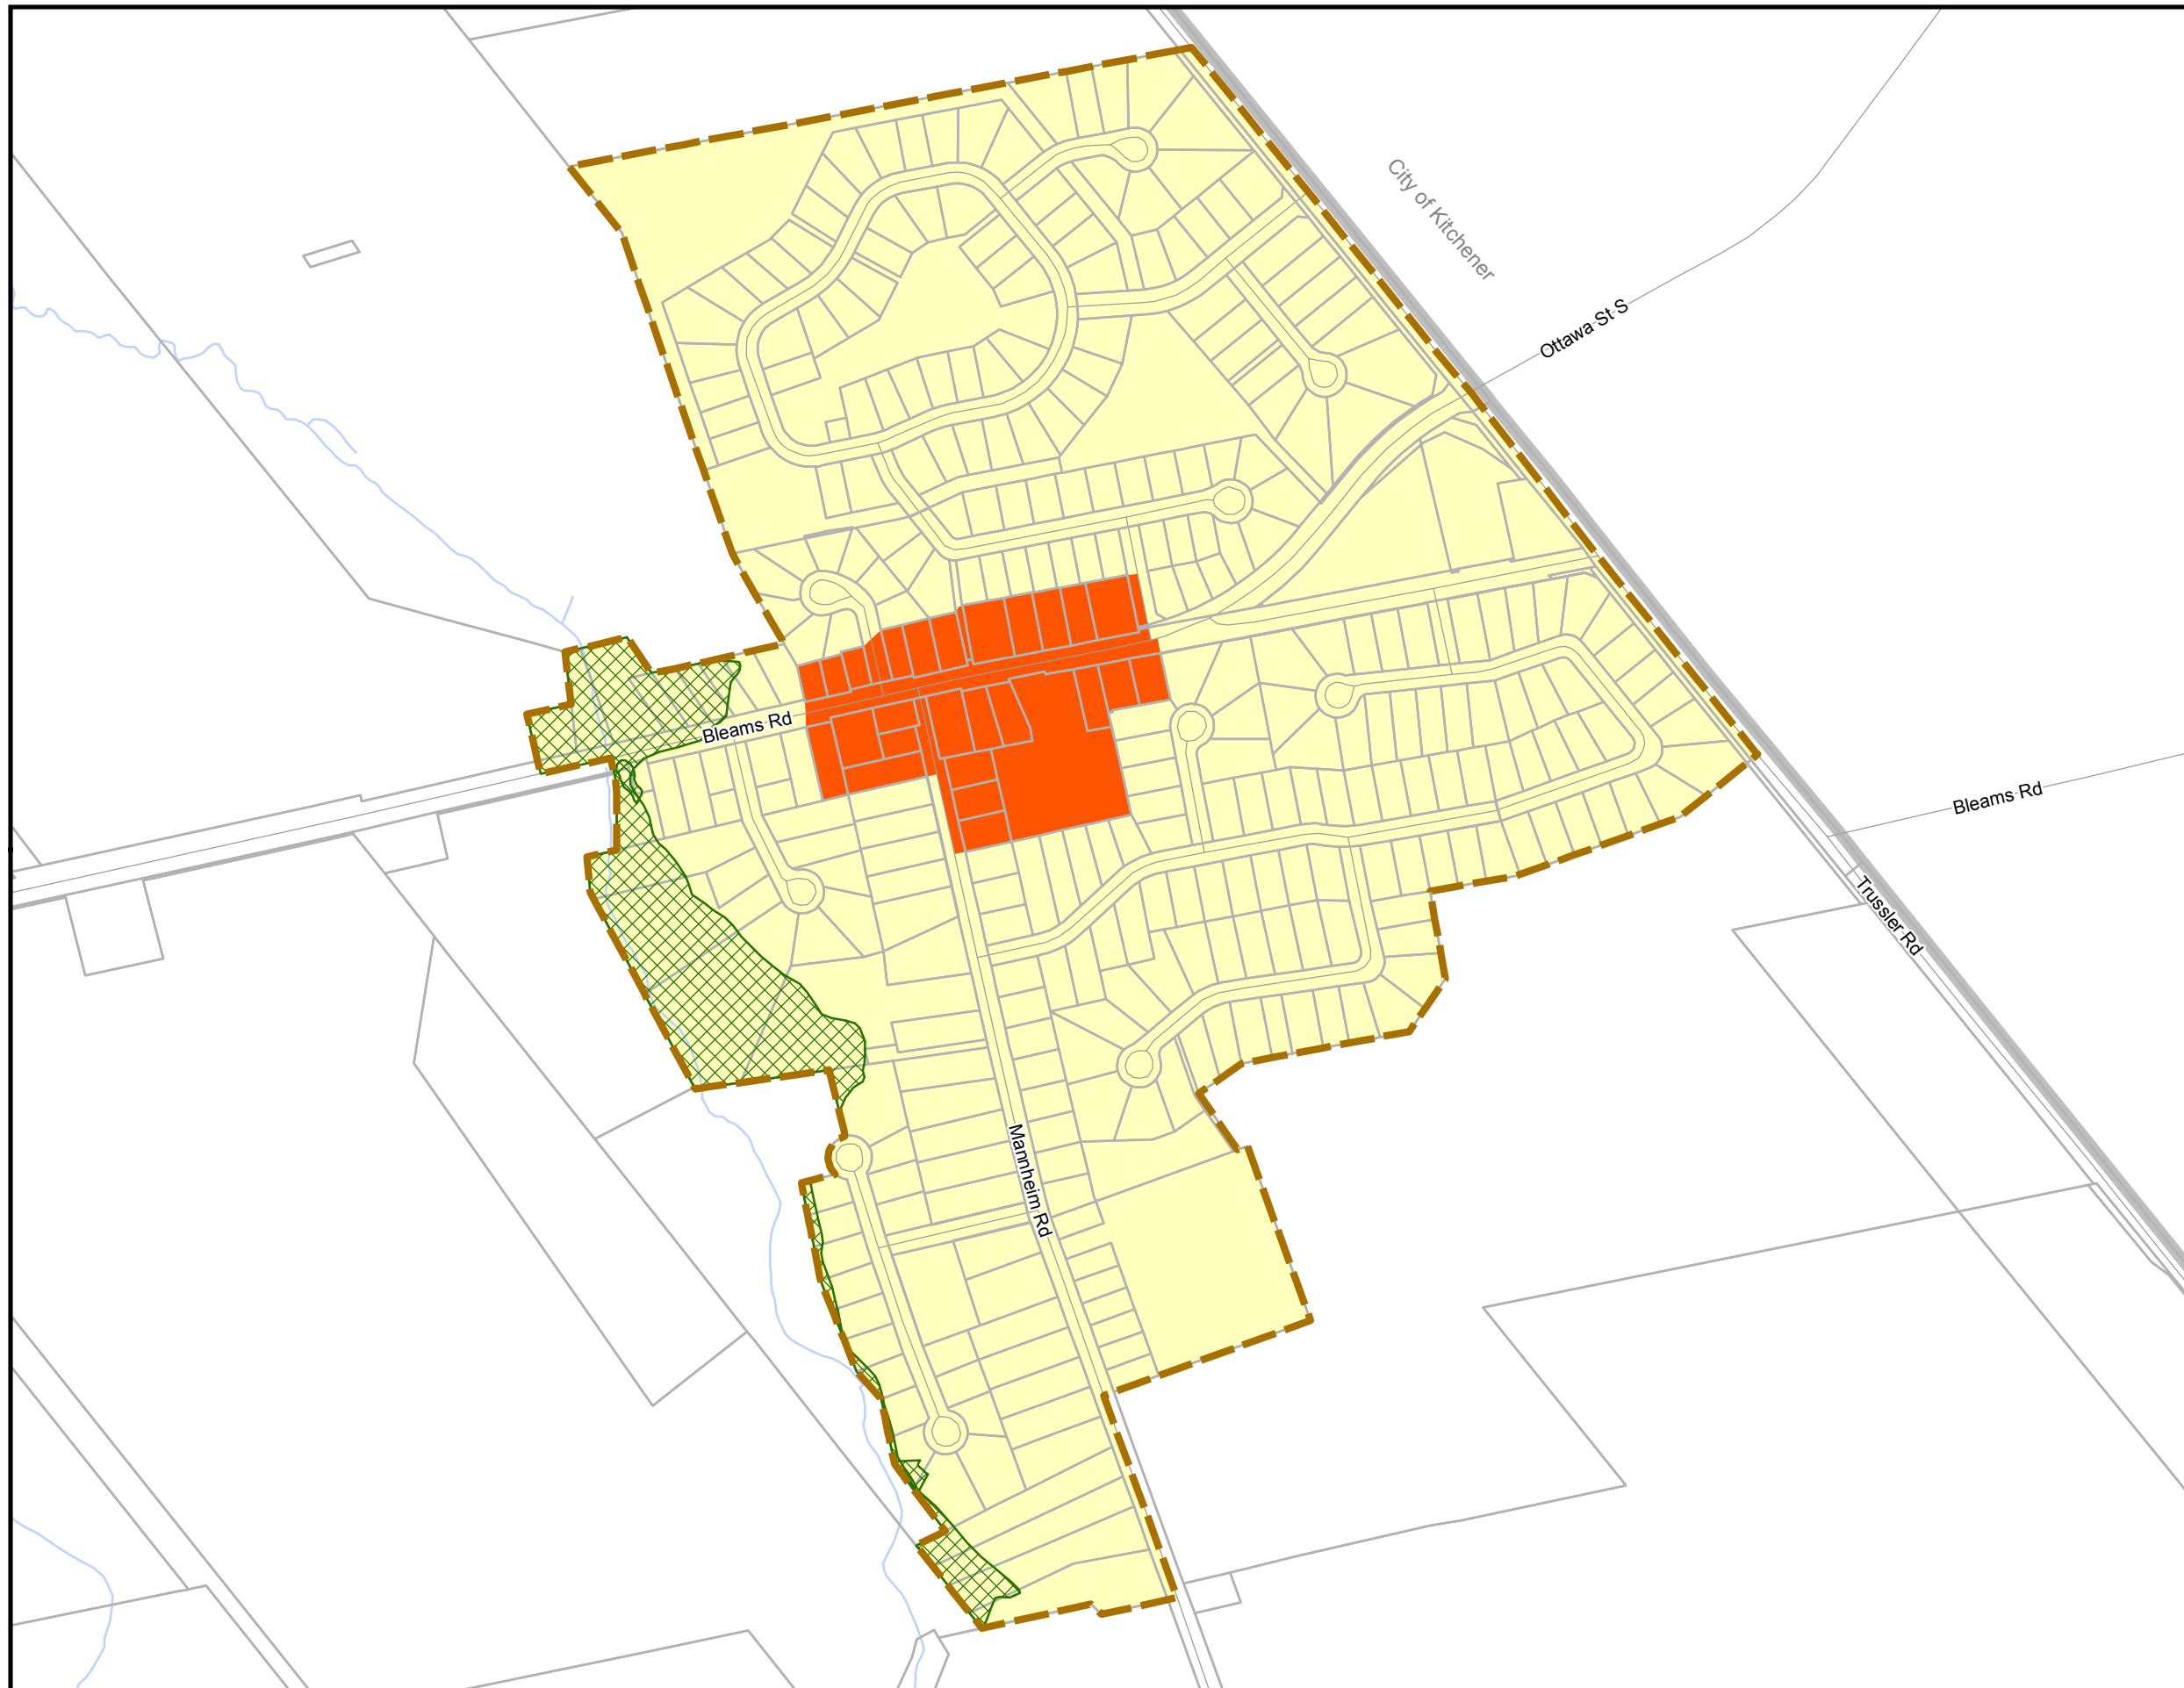 City of Kitchener
Ottawa St S
Bleams Rd
Bleams Rd
Trussler Rd
Mannheim Rd